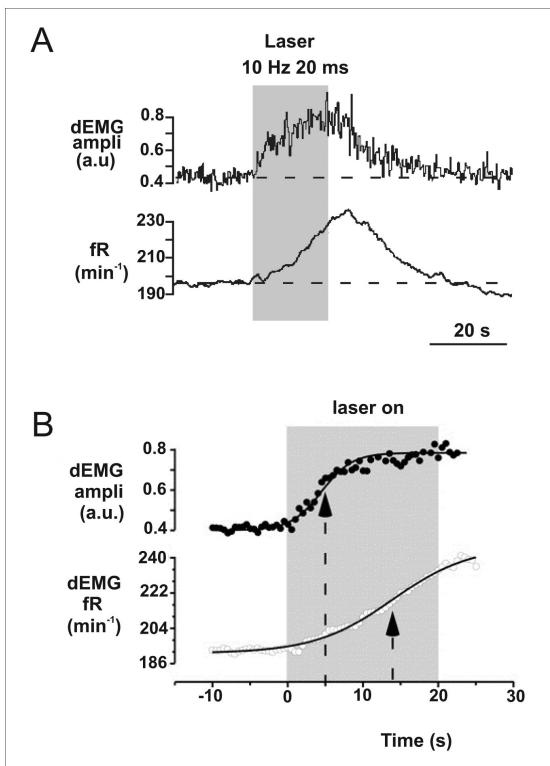 A
Laser
10 Hz 20 ms
dEMG
ampli
(a.u)
0.8
0.6
0.4
fR
(min-1)
230
210
190
20 s
laser on
B
dEMG
ampli
(a.u.)
0.8
0.6
0.4
dEMG
fR
(min-1)
240
222
204
186
-10 0 10 20 30
Time (s)